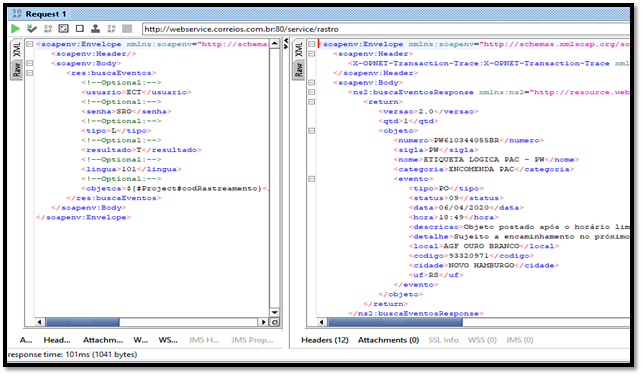 SO
AP
Request 1
http://webservice.correios.com.br:80/service/rastro
XML
Raw
<soapenv:Envelope xmlns:soapenv="http://schema
<soapenv:Header/>
<soapenv:Body>
<res:buscaEventos>
<!--Optional:-->
<usuario>ECT</usuario>
<!--Optional:-->
<senha>SRO</senha>
<!--Optional:-->
<tipo>L</tipo>
<!--Optional:-->
<resultado>T</resultado>
<!--Optional:-->
<lingua>101</lingua>
<!--Optional:-->
<objetos>${#Project#codRastreamento}<
</res:buscaEventos>
</soapenv:Body>
</soapenv:Envelope>
A... Head... Attachm... W... WS... JMS H... JMS Prop...
XML
Raw
<soapenv:Envelope xmlns:soapenv="http://schemas.xmlsoap.org/so
<soapenv:Header>
<X-OPNET-Transaction-Trace:X-OPNET-Transaction-Trace xml
</soapenv:Header>
<soapenv:Body>
<ns2:buscaEventosResponse xmlns:ns2="http://resource.web
<return>
<versao>2.0</versao>
<qtd>1</qtd>
<objeto>
<numero>PW610344055BR</numero>
<sigla>PW</sigla>
<nome>ETIQUETA LOGICA PAC - PW</nome>
<categoria>ENCOMENDA PAC</categoria>
<evento>
<tipo>PO</tipo>
<status>09</status>
<data>06/04/2020</data>
<hora>18:49</hora>
<descricao>Objeto postado após o horário lim
<detalhe>Sujeito a encaminhamento no próximo
<local>AGF OURO BRANCO</local>
<codigo>93320971</codigo>
<cidade>NOVO HAMBURGO</cidade>
<uf>RS</uf>
</evento>
</objeto>
</return>
</ns2:buscaEventosResponse>
Headers (12) Attachments (0) SSL Info WSS (0) JMS (0)
response time: 101ms (1041 bytes)